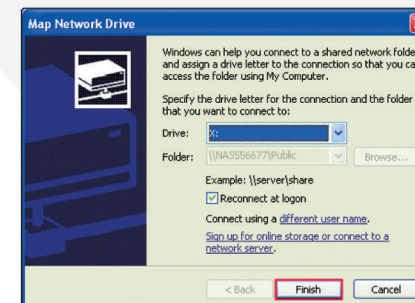 Map Network Drive
Windows can help you connect to a shared network folde
and assign a drive letter to the connection so that you ca
access the folder using My Computer.
Specify the drive letter for the connection and the folder
that you want to connect to:
Drive: X:
Folder: \\NAS556677\Public Browse...
Example: \\server\share
Reconnect at logon
Connect using a different user name.
Sign up for online storage or connect to a
network server.
< Back Finish Cancel